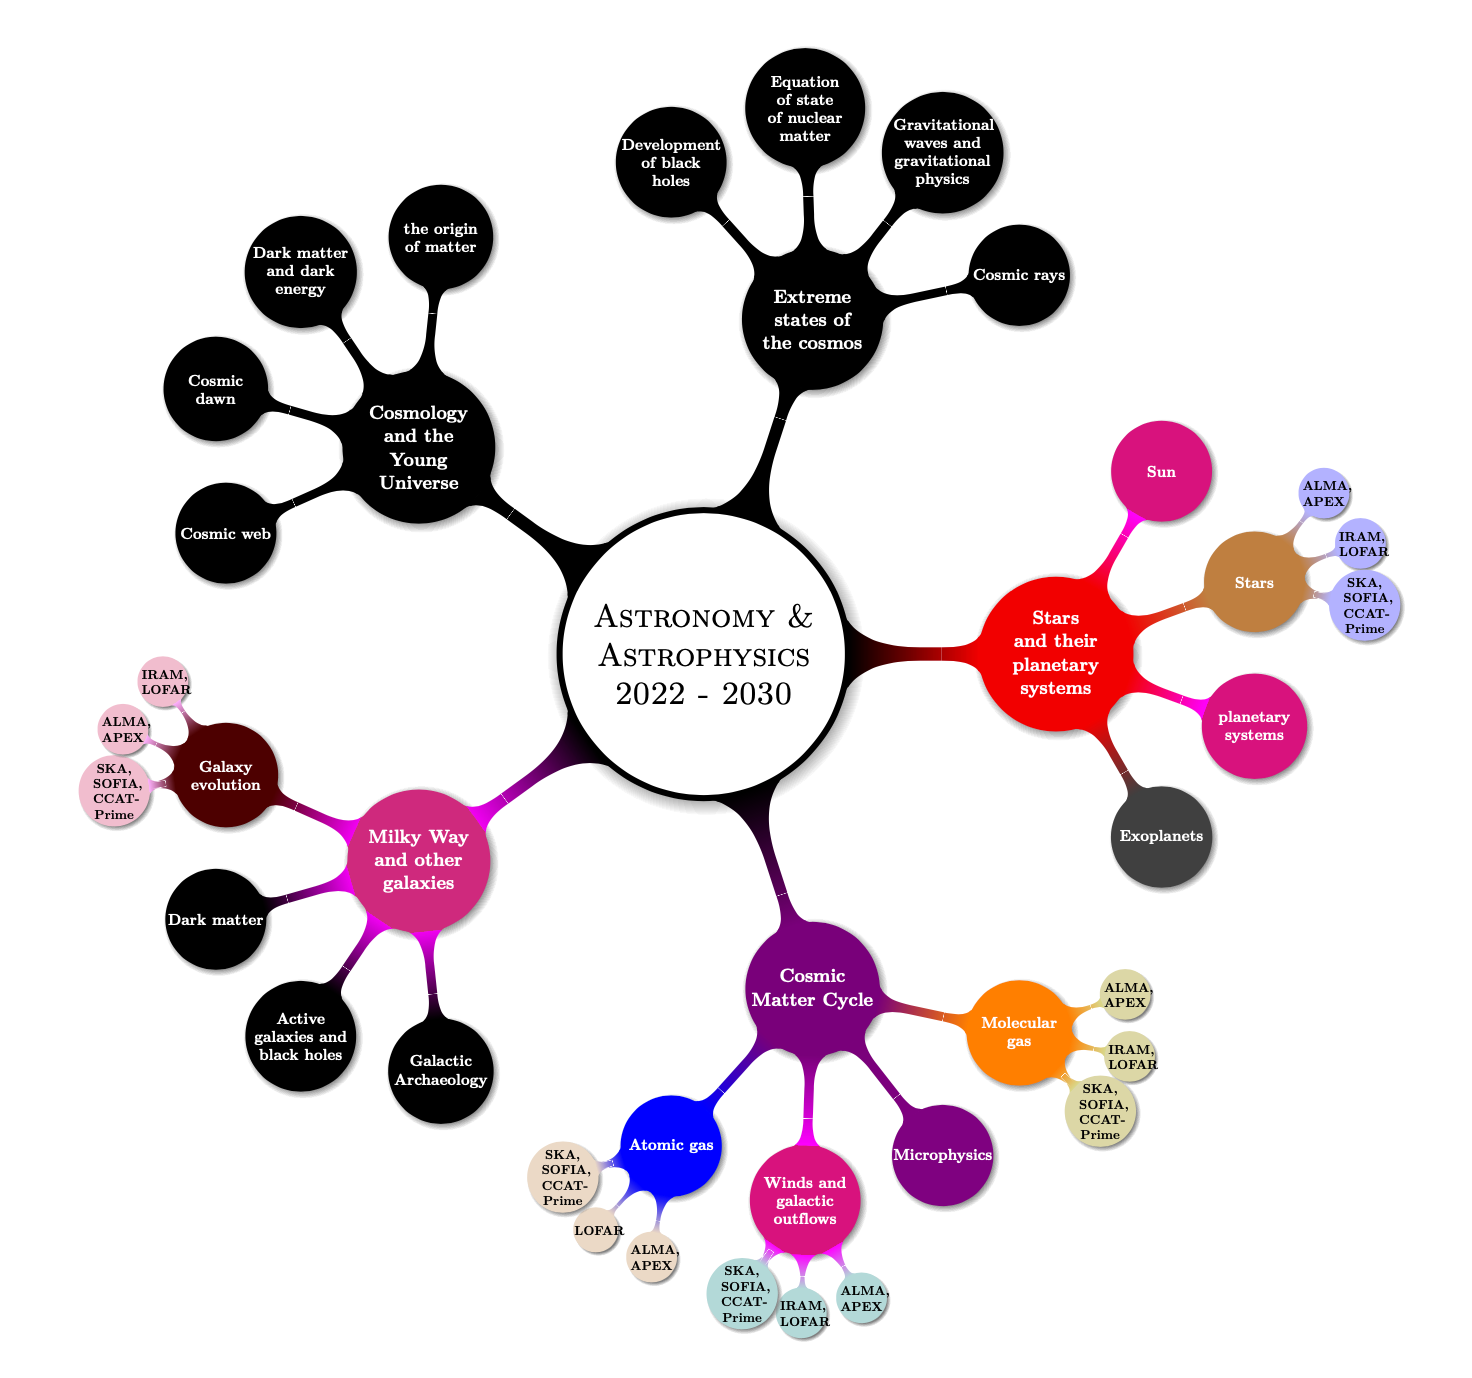 Equation
of state
of nuclear
matter
Development
of black
holes
Gravitational
waves and
gravitational
physics
Cosmic rays
Extreme
states of
the cosmos
the origin
of matter
Dark matter
and dark
energy
Cosmic
dawn
Cosmic web
Cosmology
and the
Young
Universe
Astronomy &
Astrophysics
2022 - 2030
Stars
and their
planetary
systems
Sun
Stars
ALMA,
APEX
IRAM,
LOFAR
SKA,
SOFIA,
CCAT-
Prime
planetary
systems
Exoplanets
Milky Way
and other
galaxies
Galaxy
evolution
IRAM,
LOFAR
ALMA,
APEX
SKA,
SOFIA,
CCAT-
Prime
Dark matter
Active
galaxies and
black holes
Galactic
Archaeology
Cosmic
Matter Cycle
Molecular
gas
ALMA,
APEX
IRAM,
LOFAR
SKA,
SOFIA,
CCAT-
Prime
Microphysics
Winds and
galactic
outflows
SKA,
SOFIA,
CCAT-
Prime
IRAM,
LOFAR
ALMA,
APEX
Atomic gas
SKA,
SOFIA,
CCAT-
Prime
LOFAR
ALMA,
APEX